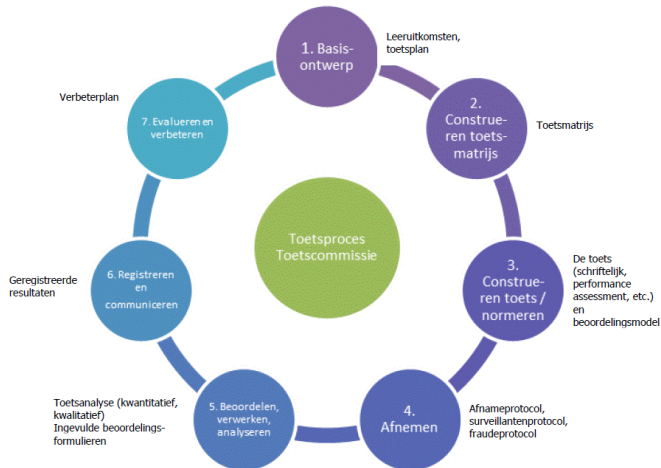 1. Basis-
ontwerp
Leeruitkomsten,
toetsplan
2.
Construe-
ren toets-
matrijs
Toetsmatrijs
3.
Construe-
ren toets /
normeren
De toets
(schriftelijk,
performance
assessment, etc.)
en
beoordelingsmodel
4.
Afnemen
Afnameprotocol,
surveillantenprotocol,
fraudeprotocol
5. Beoordelen,
verwerken,
analyseren
Toetsanalyse (kwantitatief,
kwalitatief)
Ingevulde beoordelings-
formulieren
6. Registreren
en
communiceren
Geregistreerde
resultaten
7. Evalueren en
verbeteren
Verbeterplan
Toetsproces
Toetscommissie